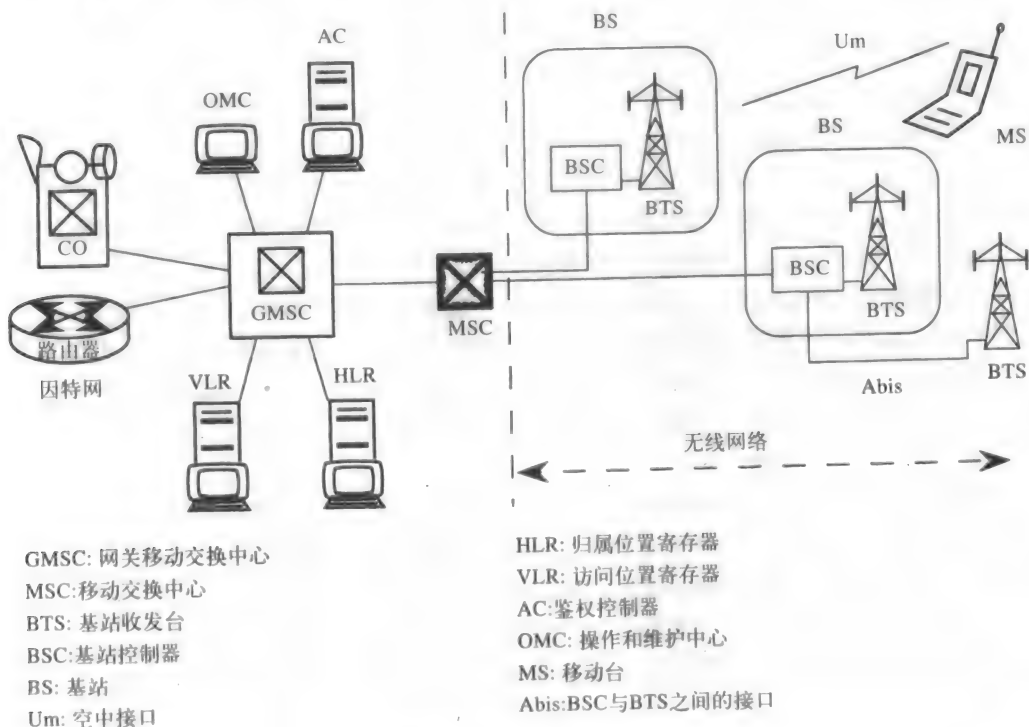 AC
BS
Um
OMC
BS
MS
BSC
BTS
CO
BSC
GMSC
MSC
BTS
路由器
VLR
HLR
因特网
Abis
BTS
无线网络
GMSC: 网关移动交换中心
MSC:移动交换中心
BTS: 基站收发台
BSC:基站控制器
BS: 基站
Um: 空中接口
HLR: 归属位置寄存器
VLR: 访问位置寄存器
AC:鉴权控制器
OMC: 操作和维护中心
MS: 移动台
Abis:BSC与BTS之间的接口